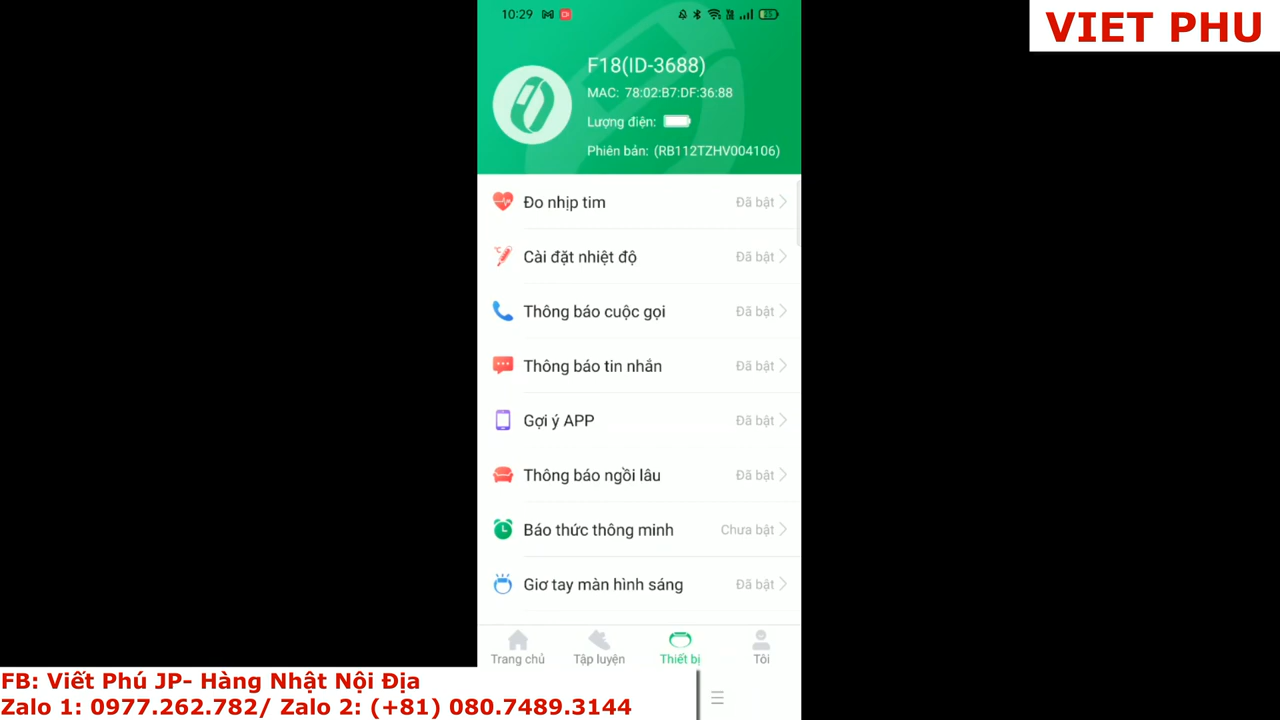 VIET PHU
10:29
F18(ID-3688)
MAC: 78:02:B7:DF:36:88
Lượng điện:
Phiên bản: (RB112TZHV004106)
Đo nhịp tim Đã bật
Cài đặt nhiệt độ Đã bật
Thông báo cuộc gọi Đã bật
Thông báo tin nhắn Đã bật
Gợi ý APP Đã bật
Thông báo ngồi lâu Đã bật
Báo thức thông minh Chưa bật
Giơ tay màn hình sáng Đã bật
Trang chủ Tập luyện Thiết bị Tôi
FB: Viết Phú JP- Hàng Nhật Nội Địa
Zalo 1: 0977.262.782/ Zalo 2: (+81) 080.7489.3144